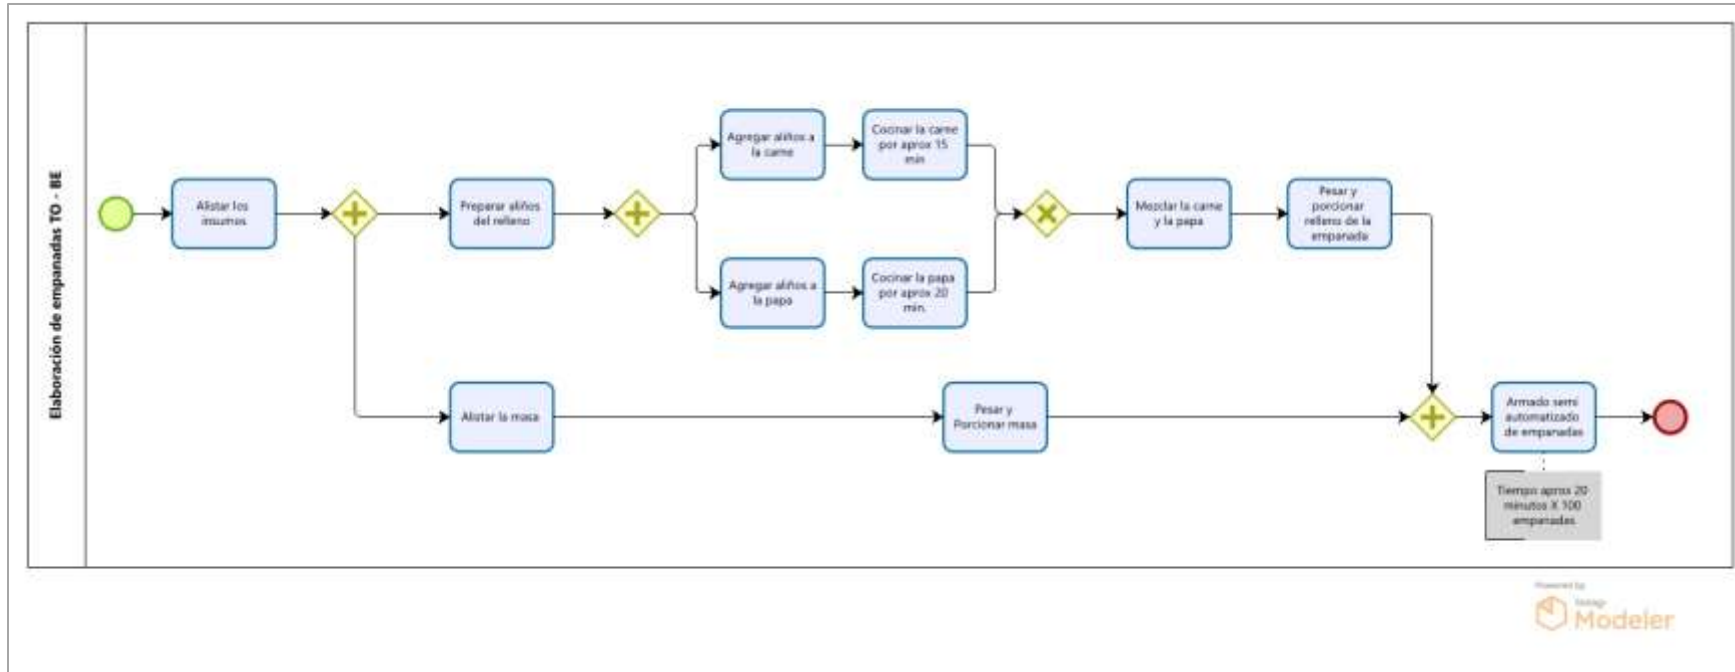 Elaboración de empanadas TO - BE
Alistar los
insumos
Preparar aliños
del relleno
Agregar aliños a
la carne
Cocinar la carne
por aprox 15
min
Agregar aliños a
la papa
Cocinar la papa
por aprox 20
min.
Mezclar la carne
y la papa
Pesar y
porcionar
relleno de la
empanada
Alistar la masa
Pesar y
Porcionar masa
Armado semi
automatizado
de empanadas
Tiempo aprox 20
minutos X 100
empanadas
Powered by
bizagi
Modeler